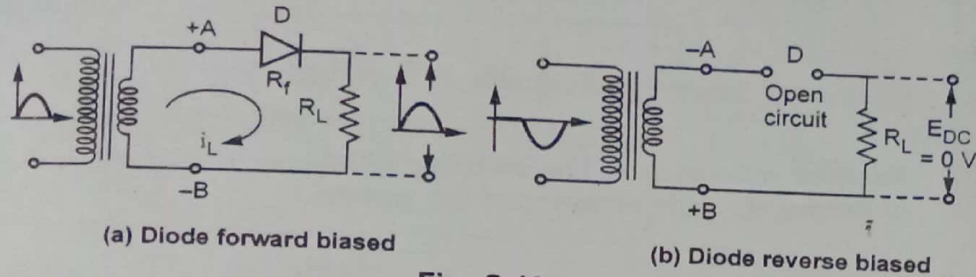 +A
D
R_f
R_L
i_L
–B
(a) Diode forward biased
–A
D
Open
circuit
R_L
E_DC
= 0 V
+B
(b) Diode reverse biased